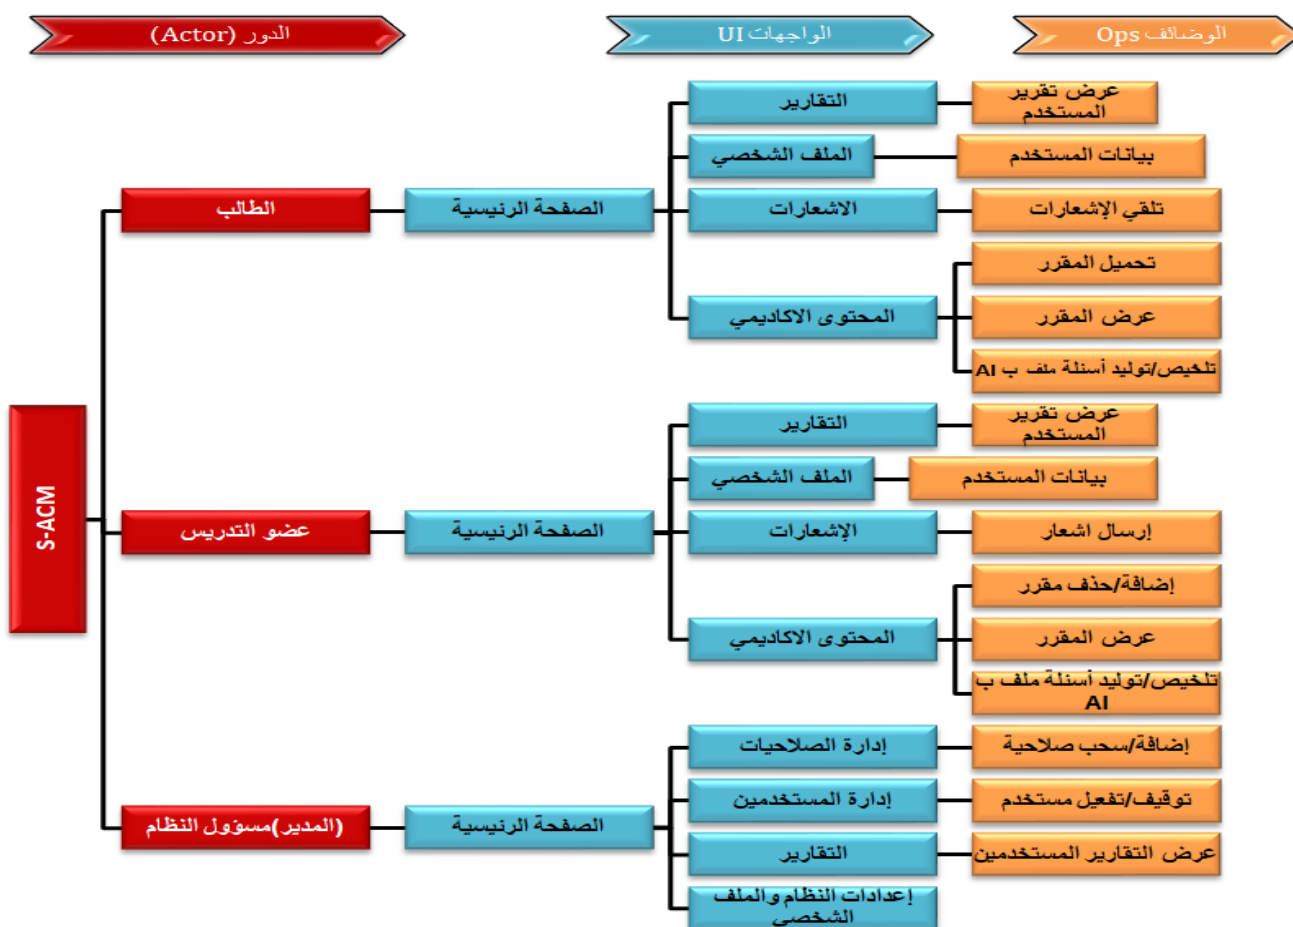 الدور (Actor)
الواجهات UI
الوضائف Ops
S-ACM
الطالب
الصفحة الرئيسية
التقارير
عرض تقرير
المستخدم
الملف الشخصي
بيانات المستخدم
الاشعارات
تلقي الإشعارات
المحتوى الاكاديمي
تحميل المقرر
عرض المقرر
تلخيص/توليد أسئلة ملف ب AI
عضو التدريس
الصفحة الرئيسية
التقارير
عرض تقرير
المستخدم
الملف الشخصي
بيانات المستخدم
الإشعارات
إرسال اشعار
المحتوى الاكاديمي
إضافة/حذف مقرر
عرض المقرر
تلخيص/توليد أسئلة ملف ب
AI
(المدير)مسؤول النظام
الصفحة الرئيسية
إدارة الصلاحيات
إضافة/سحب صلاحية
إدارة المستخدمين
توقيف/تفعيل مستخدم
التقارير
عرض التقارير المستخدمين
إعدادات النظام والملف
الشخصي